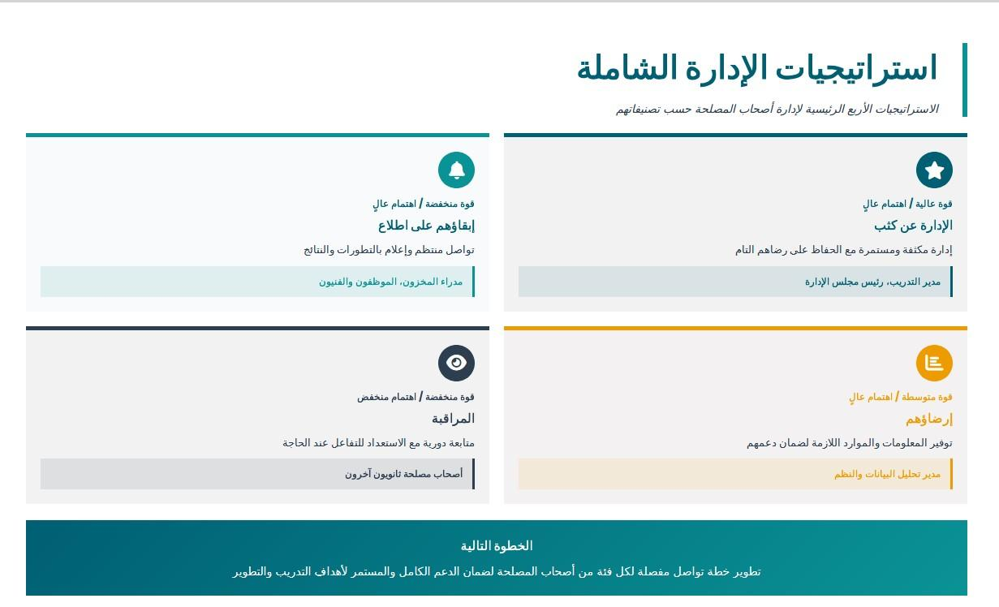 استراتيجيات الإدارة الشاملة
الاستراتيجيات الأربع الرئيسية لإدارة أصحاب المصلحة حسب تصنيفاتهم
قوة عالية / اهتمام عالٍ
الإدارة عن كثب
إدارة مكثفة ومستمرة مع الحفاظ على رضاهم التام
مدير التدريب، رئيس مجلس الإدارة
قوة منخفضة / اهتمام عالٍ
إبقاؤهم على اطلاع
تواصل منتظم وإعلام بالتطورات والنتائج
مدراء المخزون، الموظفون والفنيون
قوة متوسطة / اهتمام عالٍ
إرضاؤهم
توفير المعلومات والموارد اللازمة لضمان دعمهم
مدير تحليل البيانات والنظم
قوة منخفضة / اهتمام منخفض
المراقبة
متابعة دورية مع الاستعداد للتفاعل عند الحاجة
أصحاب مصلحة ثانويون آخرون
الخطوة التالية
تطوير خطة تواصل مفصلة لكل فئة من أصحاب المصلحة لضمان الدعم الكامل والمستمر لأهداف التدريب والتطوير